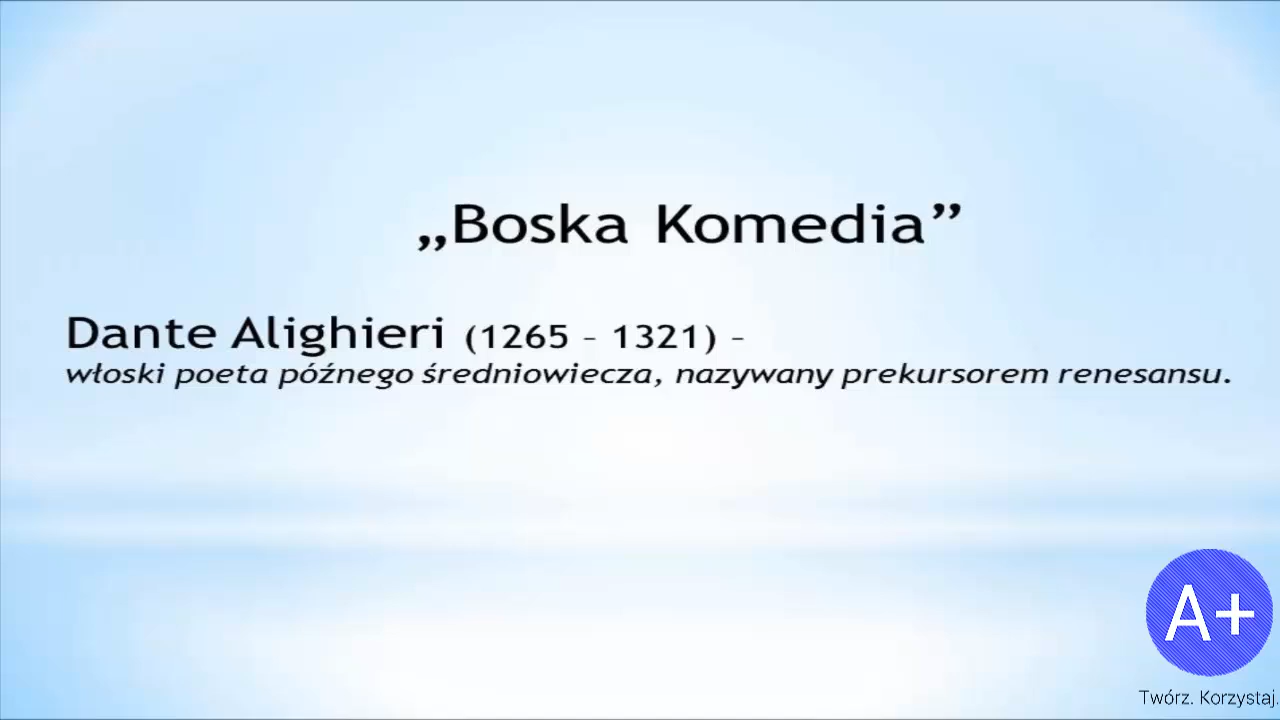 „Boska Komedia”
Dante Alighieri (1265 – 1321) –
włoski poeta późnego średniowiecza, nazywany prekursorem renesansu.
A+
Twórz. Korzystaj.